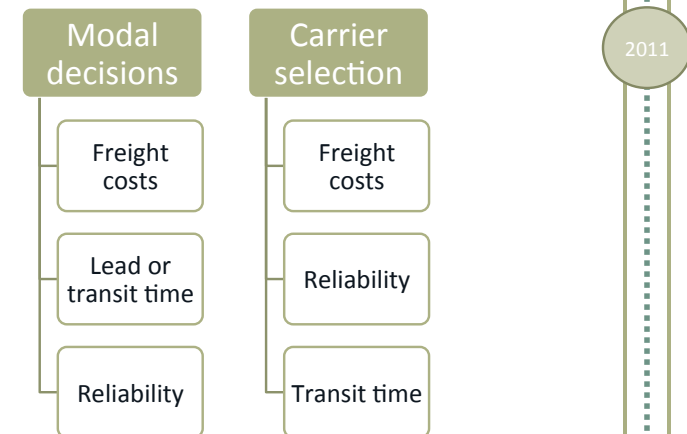 Modal
decisions
Freight
costs
Lead or
transit time
Reliability
Carrier
selection
Freight
costs
Reliability
Transit time
2011